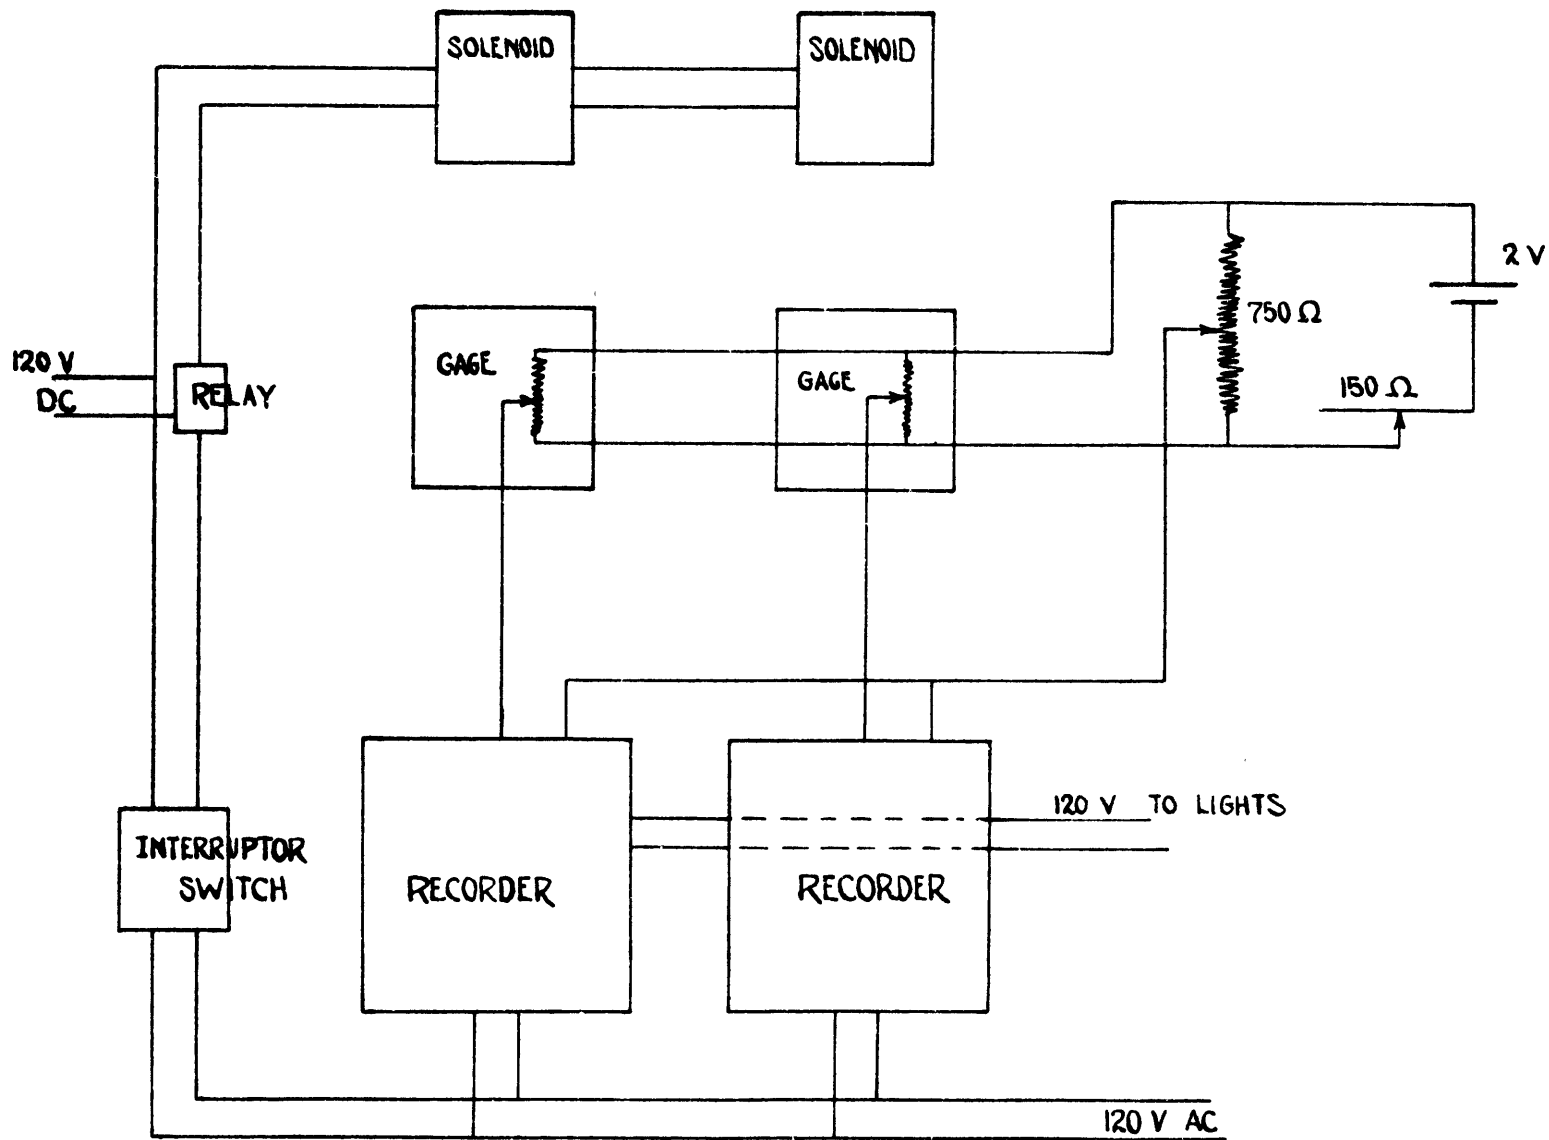 SOLENOID
SOLENOID
2 V
750 Ω
GAGE
GAGE
120 V
DC
RELAY
150 Ω
120 V TO LIGHTS
INTERRUPTOR
SWITCH
RECORDER
RECORDER
120 V AC